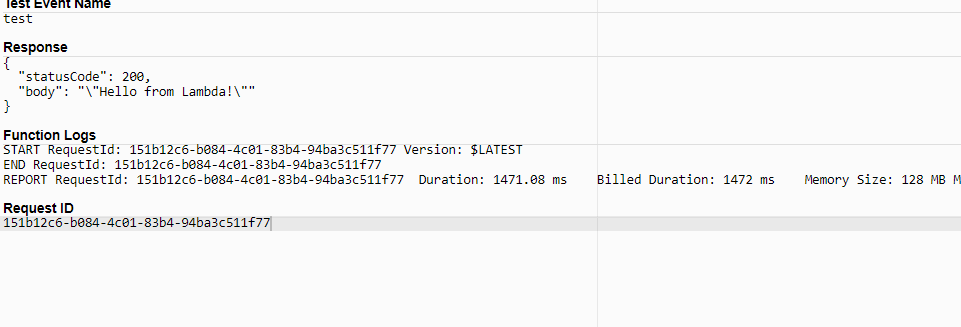 Test Event Name
test
Response
{
"statusCode": 200,
"body": "\"Hello from Lambda!\""
}
Function Logs
START RequestId: 151b12c6-b084-4c01-83b4-94ba3c511f77 Version: $LATEST
END RequestId: 151b12c6-b084-4c01-83b4-94ba3c511f77
REPORT RequestId: 151b12c6-b084-4c01-83b4-94ba3c511f77 Duration: 1471.08 ms Billed Duration: 1472 ms Memory Size: 128 MB M
Request ID
151b12c6-b084-4c01-83b4-94ba3c511f77